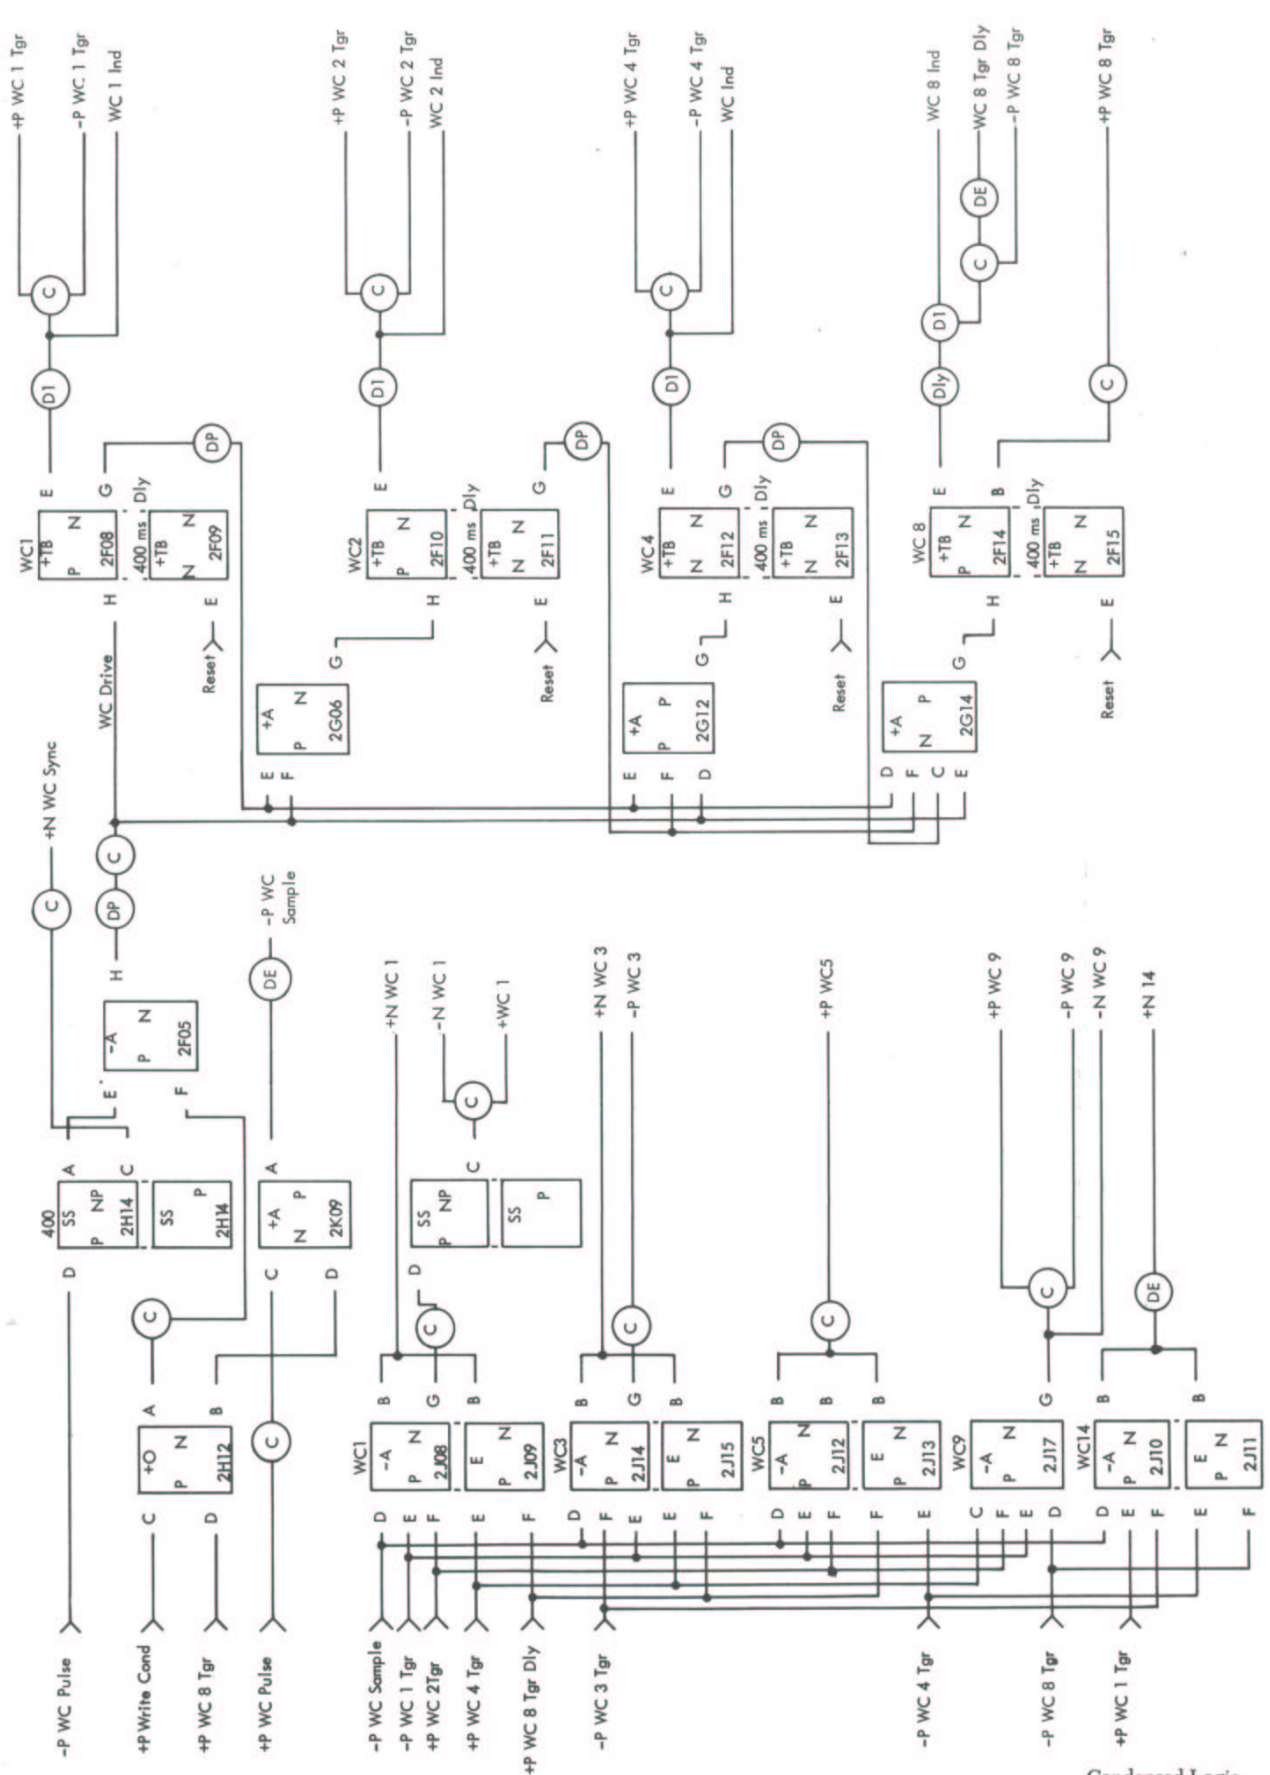 +P WC 1 Tgr
-P WC 1 Tgr
WC 1 Ind
+P WC 2 Tgr
-P WC 2 Tgr
WC 2 Ind
+P WC 4 Tgr
-P WC 4 Tgr
WC Ind
WC 8 Ind
WC 8 Tgr Dly
-P WC 8 Tgr
+P WC 8 Tgr
DE
C
C
C
C
D1
D1
D1
D1
Dly
C
DP
DP
DP
E
G
E
G
E
G
E
B
WC1
+TB
P N
2F08
400 ms Dly
+TB
N N
2F09
WC2
+TB
P N
2F10
400 ms Dly
+TB
N N
2F11
WC4
+TB
N N
2F12
400 ms Dly
+TB
N N
2F13
WC 8
+TB
P N
2F14
400 ms Dly
+TB
N N
2F15
H
E
H
E
H
E
H
E
WC Drive
Reset
Reset
Reset
Reset
G
G
G
+A
P N
2G06
+A
P P
2G12
+A
N P
2G14
E
F
E
F
D
D
F
C
E
+N WC Sync
C
C
DP
H
-P WC
Sample
DE
-A
P N
2F05
E
F
+N WC 1
-N WC 1
+WC 1
+N WC 3
-P WC 3
+P WC5
+P WC 9
-P WC 9
-N WC 9
+N 14
A
C
A
C
C
400
SS
P NP
2H14
SS
P
2H14
+A
N P
2K09
SS
P NP
SS
P
D
C
D
D
C
C
C
C
C
DE
A
B
C
B
G
B
B
G
B
B
B
B
G
B
B
+O
P N
2H12
WC1
-A
P N
2J08
E
P N
2J09
WC3
-A
P N
2J14
E
P N
2J15
WC5
-A
P N
2J12
E
P N
2J13
WC9
-A
P N
2J17
WC14
-A
P N
2J10
E
P N
2J11
C
D
D
E
F
E
F
D
F
E
E
F
D
E
F
F
E
C
F
E
D
D
E
F
E
F
-P WC Pulse
+P Write Cond
+P WC 8 Tgr
+P WC Pulse
-P WC Sample
-P WC 1 Tgr
+P WC 2Tgr
+P WC 4 Tgr
+P WC 8 Tgr Dly
-P WC 3 Tgr
-P WC 4 Tgr
-P WC 8 Tgr
+P WC 1 Tgr